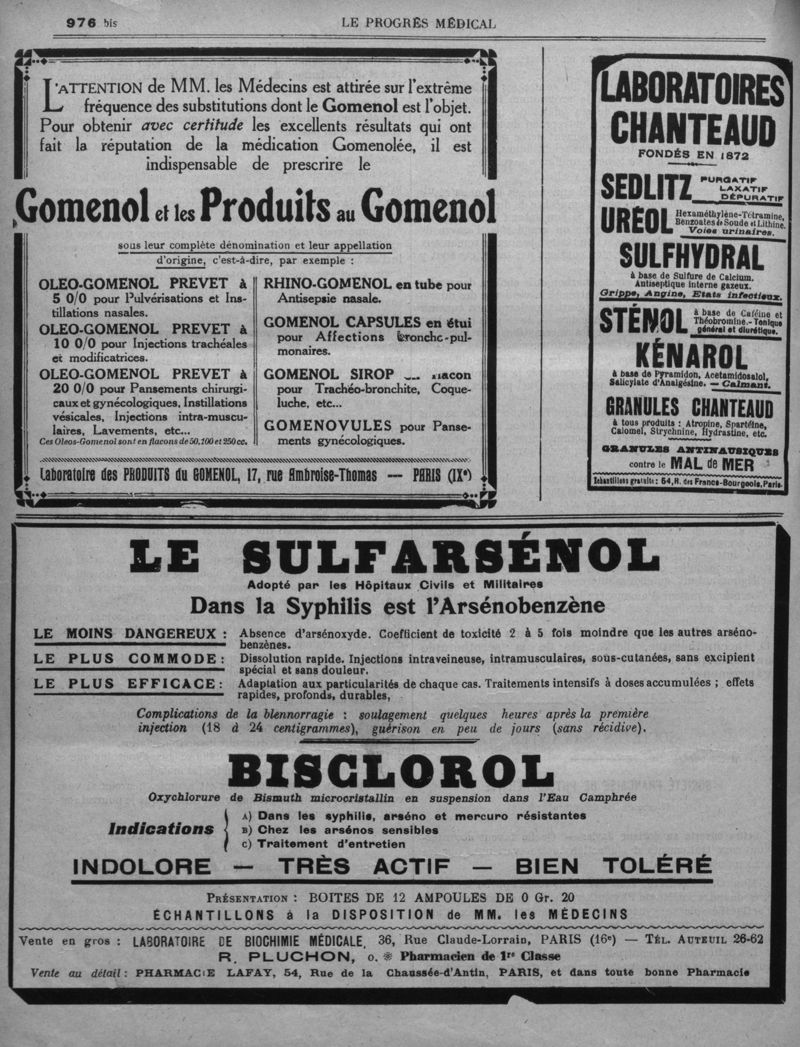 976 bis
LE PROGRÈS MÉDICAL
L'ATTENTION de MM. les Médecins est attirée sur l'extrême
fréquence des substitutions dont le Gomenol est l'objet.
Pour obtenir avec certitude les excellents résultats qui ont
fait la réputation de la médication Gomenolée, il est
indispensable de prescrire le
Gomenol et les Produits au Gomenol
sous leur complète dénomination et leur appellation
d'origine, c'est-à-dire, par exemple :
OLEO-GOMENOL PREVET à
5 0/0 pour Pulvérisations et Ins-
tillations nasales.
OLEO-GOMENOL PREVET à
10 0/0 pour Injections trachéales
et modificatrices.
OLEO-GOMENOL PREVET à
20 0/0 pour Pansements chirurgi-
caux et gynécologiques, Instillations
vésicales, Injections intra-muscu-
laires, Lavements, etc...
Ces Oleos-Gomenol sont en flacons de 50, 100 et 250 cc.
RHINO-GOMENOL en tube pour
Antisepsie nasale.
GOMENOL CAPSULES en étui
pour Affections broncho-pul-
monaires.
GOMENOL SIROP
pour Trachéo-bronchite, Coque-
luche, etc...
GOMENOVULES pour Panse-
ments gynécologiques.
Laboratoire des PRODUITS du GOMENOL, 17, rue Ambroise-Thomas — PARIS (IXe)
LABORATOIRES
CHANTEAUD
FONDÉS EN 1872
SEDLITZ PURGATIF
LAXATIF
DÉPURATIF
URÉOL Hexaméthylène-Tétramine,
Benzoates de Soude et Lithine.
Voies urinaires.
SULFHYDRAL
à base de Sulfure de Calcium.
Antiseptique interne gazeux.
Grippe, Angine, Etats infectieux.
STÉNOL à base de Caféine et
Théobromine.- Tonique
général et diurétique.
KÉNAROL
à base de Pyramidon, Acetamidosalol,
Salicylate d'Analgésine. — Calmant.
GRANULES CHANTEAUD
à tous produits : Atropine, Spartéine,
Calomel, Strychnine, Hydrastine, etc.
GRANULES ANTINAUSIQUES
contre le MAL de MER
Echantillons gratuits : 54, R. des Francs-Bourgeois, Paris.
LE SULFARSÉNOL
Adopté par les Hôpitaux Civils et Militaires
Dans la Syphilis est l'Arsénobenzène
LE MOINS DANGEREUX : Absence d'arsénoxyde. Coefficient de toxicité 2 à 5 fois moindre que les autres arséno-
benzènes.
LE PLUS COMMODE : Dissolution rapide. Injections intraveineuse, intramusculaires, sous-cutanées, sans excipient
spécial et sans douleur.
LE PLUS EFFICACE : Adaptation aux particularités de chaque cas. Traitements intensifs à doses accumulées ; effets
rapides, profonds, durables,
Complications de la blennorragie : soulagement quelques heures après la première
injection (18 à 24 centigrammes), guérison en peu de jours (sans récidive).
BISCLOROL
Oxychlorure de Bismuth microcristallin en suspension dans l'Eau Camphrée
Indications
A) Dans les syphilis, arséno et mercuro résistantes
B) Chez les arsénos sensibles
C) Traitement d'entretien
INDOLORE — TRÈS ACTIF — BIEN TOLÉRÉ
PRÉSENTATION : BOITES DE 12 AMPOULES DE 0 Gr. 20
ÉCHANTILLONS à la DISPOSITION de MM. les MÉDECINS
Vente en gros : LABORATOIRE DE BIOCHIMIE MÉDICALE, 36, Rue Claude-Lorrain, PARIS (16e) — TÉL. AUTEUIL 26-62
R. PLUCHON, O. ❋ Pharmacien de 1re Classe
Vente au détail : PHARMACIE LAFAY, 54, Rue de la Chaussée-d'Antin, PARIS, et dans toute bonne Pharmacie